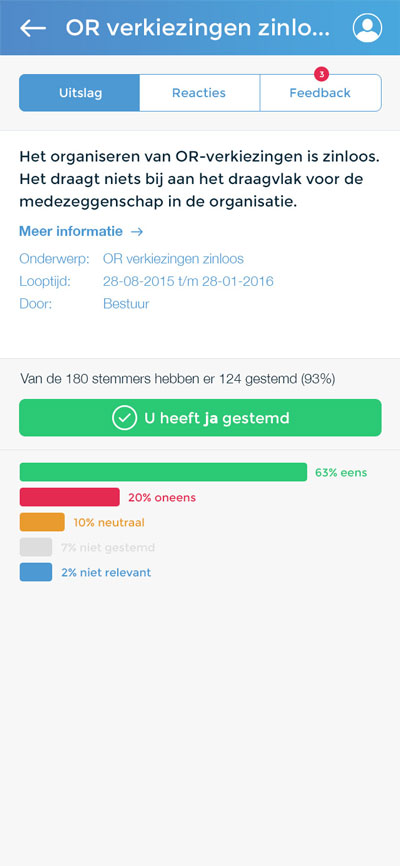 OR verkiezingen zinlo...
3
Uitslag Reacties Feedback
Het organiseren van OR-verkiezingen is zinloos.
Het draagt niets bij aan het draagvlak voor de
medezeggenschap in de organisatie.
Meer informatie →
Onderwerp: OR verkiezingen zinloos
Looptijd: 28-08-2015 t/m 28-01-2016
Door: Bestuur
Van de 180 stemmers hebben er 124 gestemd (93%)
U heeft ja gestemd
63% eens
20% oneens
10% neutraal
7% niet gestemd
2% niet relevant